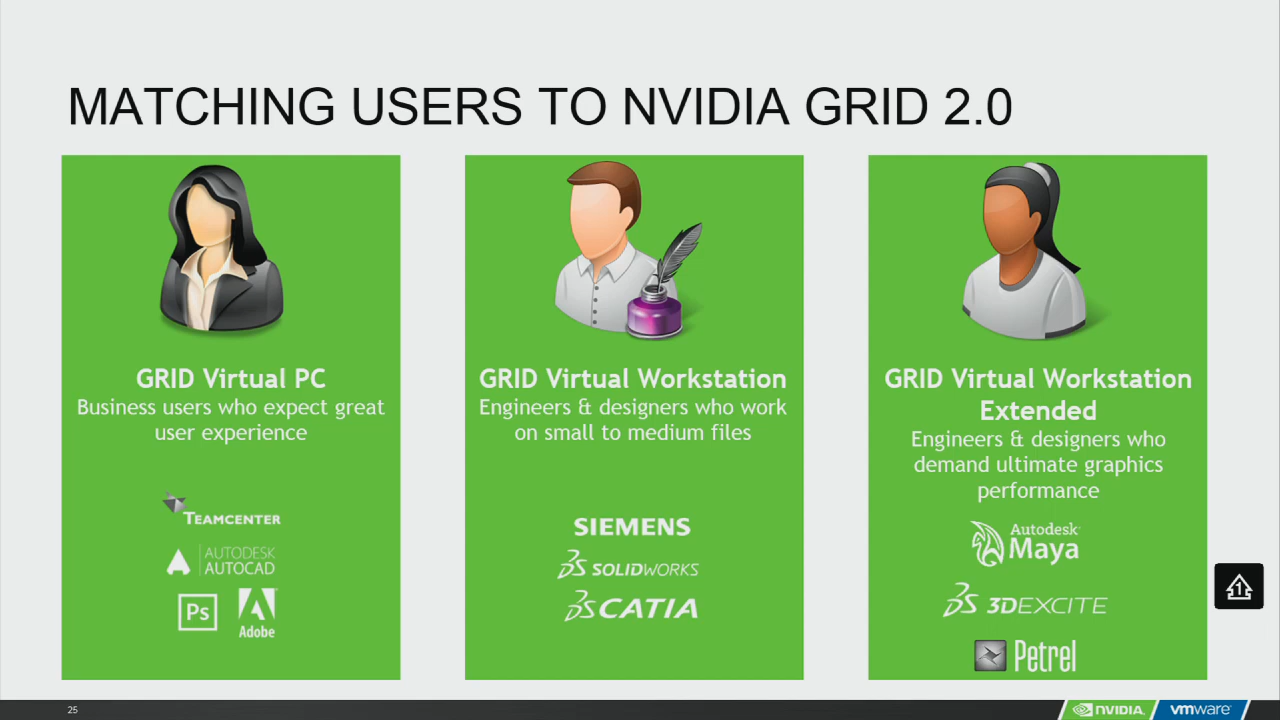 MATCHING USERS TO NVIDIA GRID 2.0
GRID Virtual PC
Business users who expect great
user experience
TEAMCENTER
AUTODESK
AUTOCAD
Ps
Adobe
GRID Virtual Workstation
Engineers & designers who work
on small to medium files
SIEMENS
SOLIDWORKS
CATIA
GRID Virtual Workstation
Extended
Engineers & designers who
demand ultimate graphics
performance
Autodesk
Maya
3DEXCITE
Petrel
1
25
NVIDIA.
vmware